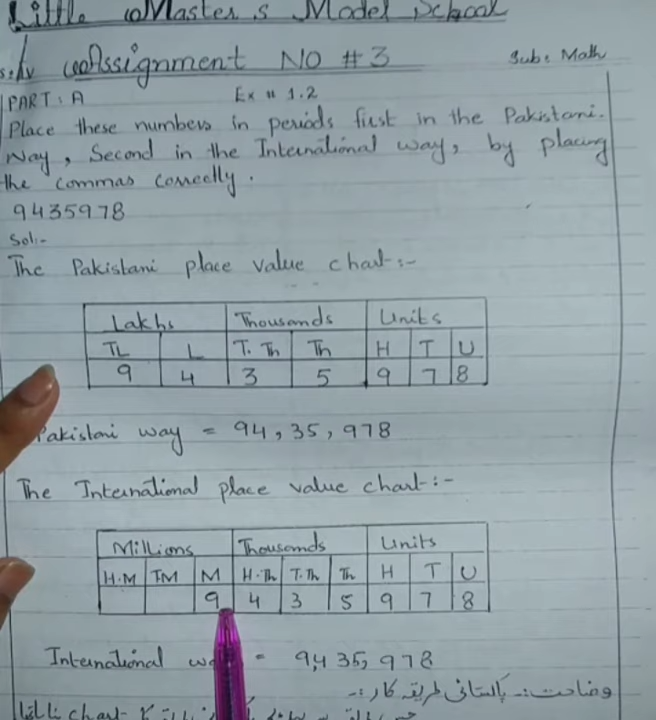 Little Master's Model School
Assignment NO # 3 Sub: Math
PART: A Ex # 1.2
Place these numbers in periods first in the Pakistani
Way, Second in the International way, by placing
the commas correctly.
9435978
Sol:-
The Pakistani place value chart:-
Lakhs Thousands Units
TL L T.Th Th H T U
9 4 3 5 9 7 8
Pakistani way = 94,35,978
The International place value chart:-
Millions Thousands Units
H.M TM M H.Th T.Th Th H T U
9 4 3 5 9 7 8
International = 9,435,978
وضاحت:۔ پاکستانی طریقہ کار:۔